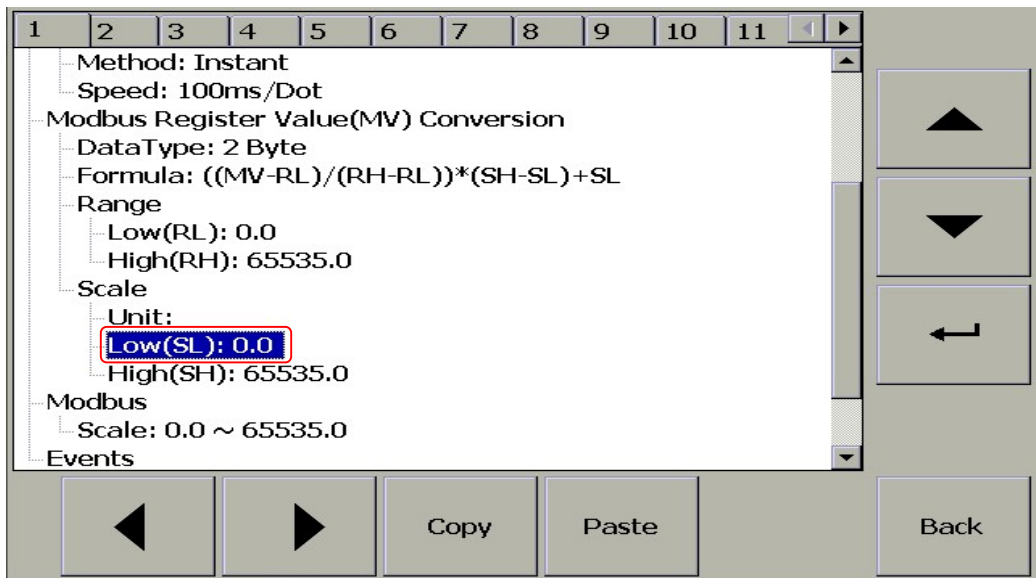 1 2 3 4 5 6 7 8 9 10 11
Method: Instant
Speed: 100ms/Dot
Modbus Register Value(MV) Conversion
DataType: 2 Byte
Formula: ((MV-RL)/(RH-RL))*(SH-SL)+SL
Range
Low(RL): 0.0
High(RH): 65535.0
Scale
Unit:
Low(SL): 0.0
High(SH): 65535.0
Modbus
Scale: 0.0 ~ 65535.0
Events
Copy Paste Back